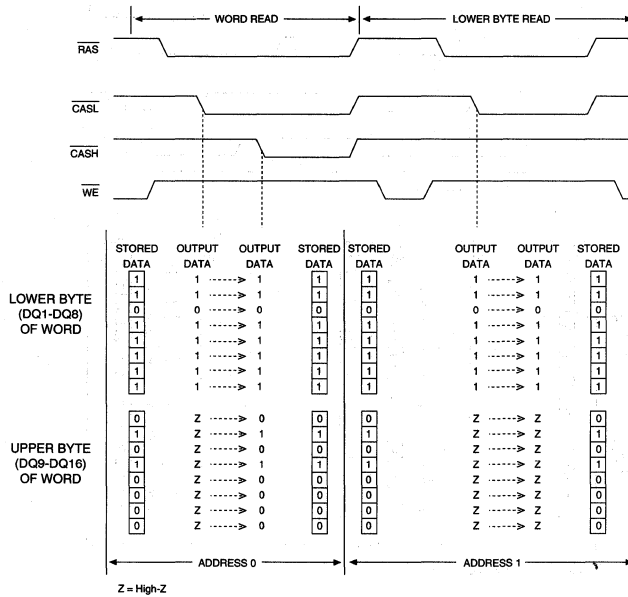 WORD READ LOWER BYTE READ
RAS
CASL
CASH
WE
STORED OUTPUT OUTPUT STORED STORED OUTPUT OUTPUT STORED
DATA DATA DATA DATA DATA DATA DATA DATA
1 1 1 1 1 1 1 1
1 1 1 1 1 1 1 1
LOWER BYTE 0 0 0 0 0 0 0 0
(DQ1-DQ8) 1 1 1 1 1 1 1 1
OF WORD 1 1 1 1 1 1 1 1
1 1 1 1 1 1 1 1
1 1 1 1 1 1 1 1
1 1 1 1 1 1 1 1
0 Z 0 0 0 Z Z 0
1 Z 1 1 1 Z Z 1
UPPER BYTE 0 Z 0 0 0 Z Z 0
(DQ9-DQ16) 1 Z 1 1 1 Z Z 1
OF WORD 0 Z 0 0 0 Z Z 0
0 Z 0 0 0 Z Z 0
0 Z 0 0 0 Z Z 0
0 Z 0 0 0 Z Z 0
ADDRESS 0 ADDRESS 1
Z = High-Z